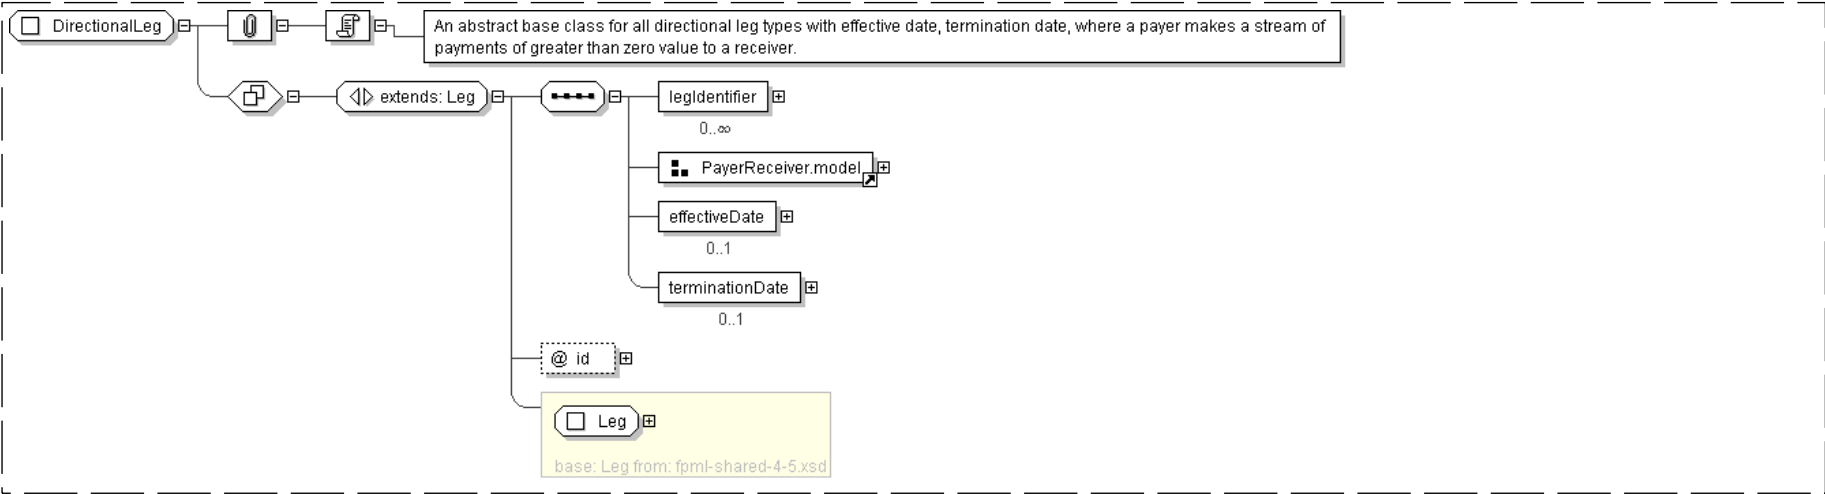 DirectionalLeg
An abstract base class for all directional leg types with effective date, termination date, where a payer makes a stream of
payments of greater than zero value to a receiver.
extends: Leg
legIdentifier
0..∞
PayerReceiver.model
effectiveDate
0..1
terminationDate
0..1
@ id
Leg
base: Leg from: fpml-shared-4-5.xsd